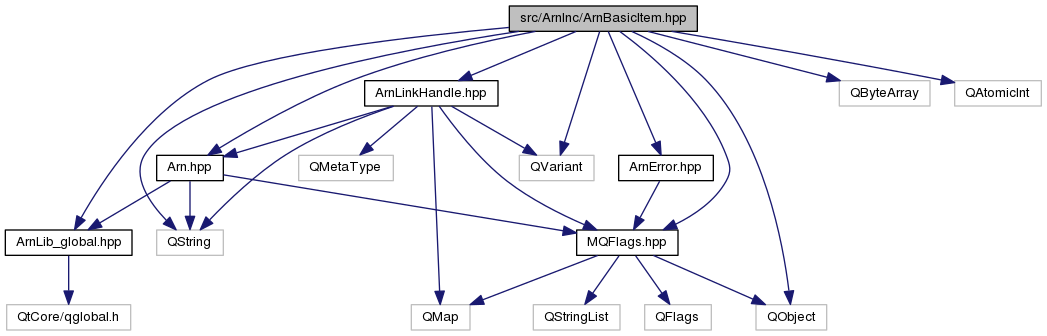 src/ArnInc/ArnBasicItem.hpp
ArnLinkHandle.hpp
QByteArray
QAtomicInt
Arn.hpp
QMetaType
QVariant
ArnError.hpp
ArnLib_global.hpp
QString
MQFlags.hpp
QtCore/qglobal.h
QMap
QStringList
QFlags
QObject